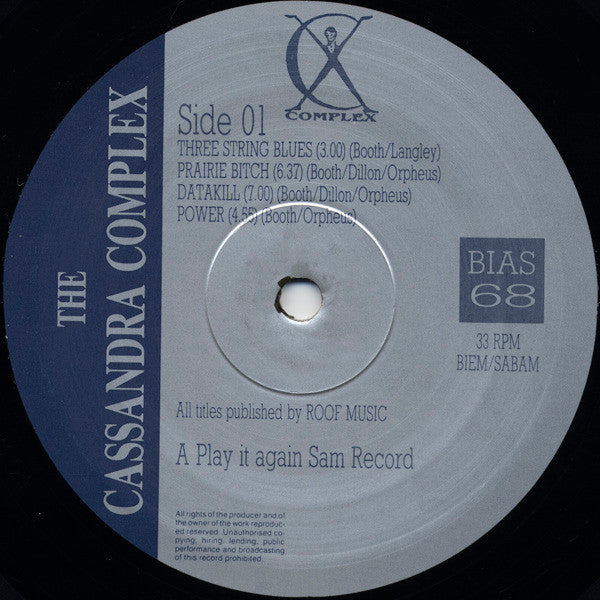 THE
CASSANDRA COMPLEX
CX
COMPLEX
Side 01
THREE STRING BLUES (3.00) (Booth/Langley)
PRAIRIE BITCH (6.37) (Booth/Dillon/Orpheus)
DATAKILL (7.00) (Booth/Dillon/Orpheus)
POWER (4.55) (Booth/Orpheus)
BIAS
68
33 RPM
BIEM/SABAM
All titles published by ROOF MUSIC
A Play it again Sam Record
All rights of the producer and of
the owner of the work reproduc-
ed reserved. Unauthorised co-
pying, hiring, lending, public
performance and broadcasting
of this record prohibited.